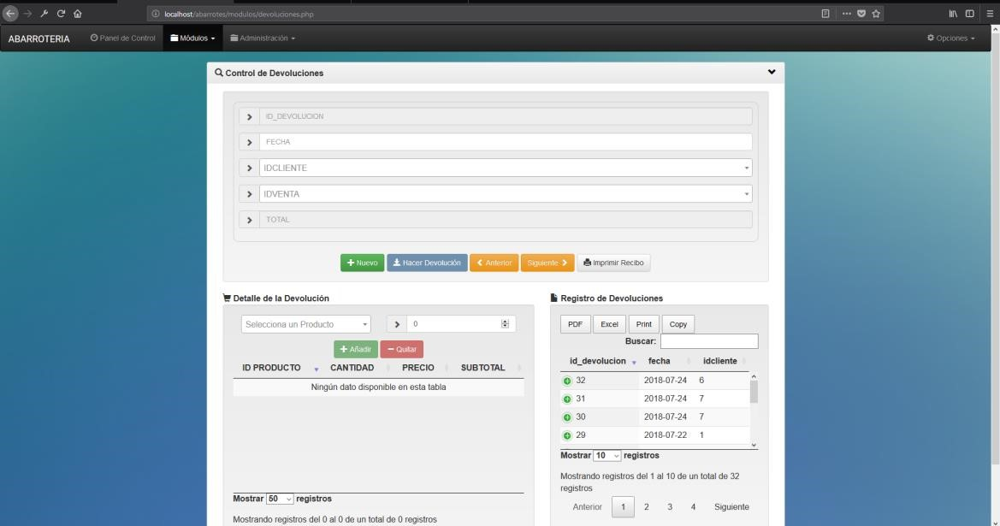 localhost/abarrotes/modulos/devoluciones.php
ABARROTERIA Panel de Control Módulos Administración Opciones
Control de Devoluciones
ID_DEVOLUCION
FECHA
IDCLIENTE
IDVENTA
TOTAL
Nuevo Hacer Devolución Anterior Siguiente Imprimir Recibo
Detalle de la Devolución
Selecciona un Producto 0
Añadir Quitar
ID PRODUCTO CANTIDAD PRECIO SUBTOTAL
Ningún dato disponible en esta tabla
Mostrar 50 registros
Mostrando registros del 0 al 0 de un total de 0 registros
Registro de Devoluciones
PDF Excel Print Copy
Buscar:
id_devolucion fecha idcliente
32 2018-07-24 6
31 2018-07-24 7
30 2018-07-24 7
29 2018-07-22 1
Mostrar 10 registros
Mostrando registros del 1 al 10 de un total de 32
registros
Anterior 1 2 3 4 Siguiente